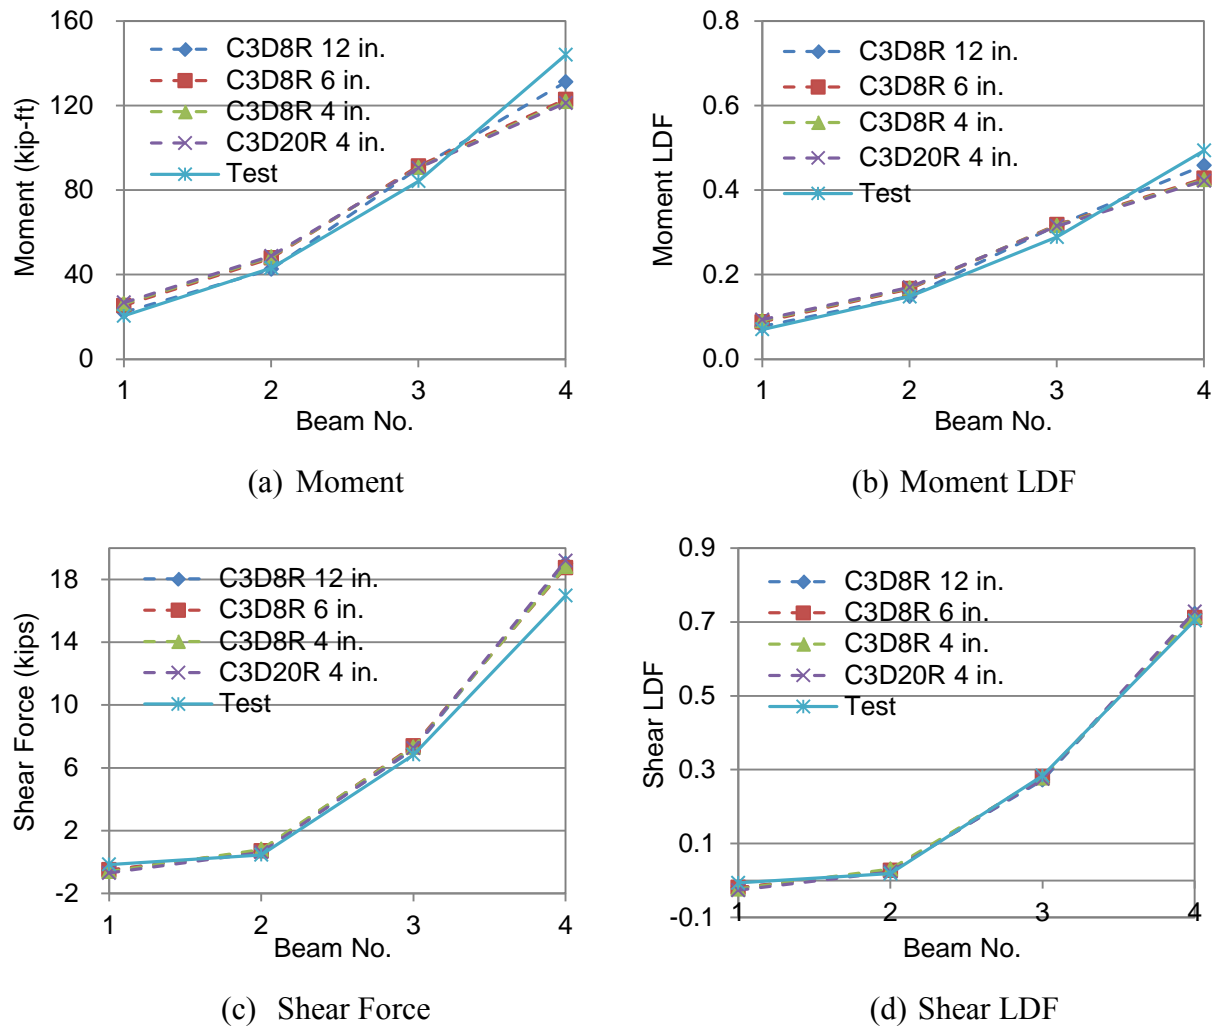 160
120
80
40
0
Moment (kip-ft)
C3D8R 12 in.
C3D8R 6 in.
C3D8R 4 in.
C3D20R 4 in.
Test
1 2 3 4
Beam No.
(a) Moment
0.8
0.6
0.4
0.2
0.0
Moment LDF
C3D8R 12 in.
C3D8R 6 in.
C3D8R 4 in.
C3D20R 4 in.
Test
1 2 3 4
Beam No.
(b) Moment LDF
18
14
10
6
2
-2
Shear Force (kips)
C3D8R 12 in.
C3D8R 6 in.
C3D8R 4 in.
C3D20R 4 in.
Test
1 2 3 4
Beam No.
(c) Shear Force
0.9
0.7
0.5
0.3
0.1
-0.1
Shear LDF
C3D8R 12 in.
C3D8R 6 in.
C3D8R 4 in.
C3D20R 4 in.
Test
1 2 3 4
Beam No.
(d) Shear LDF